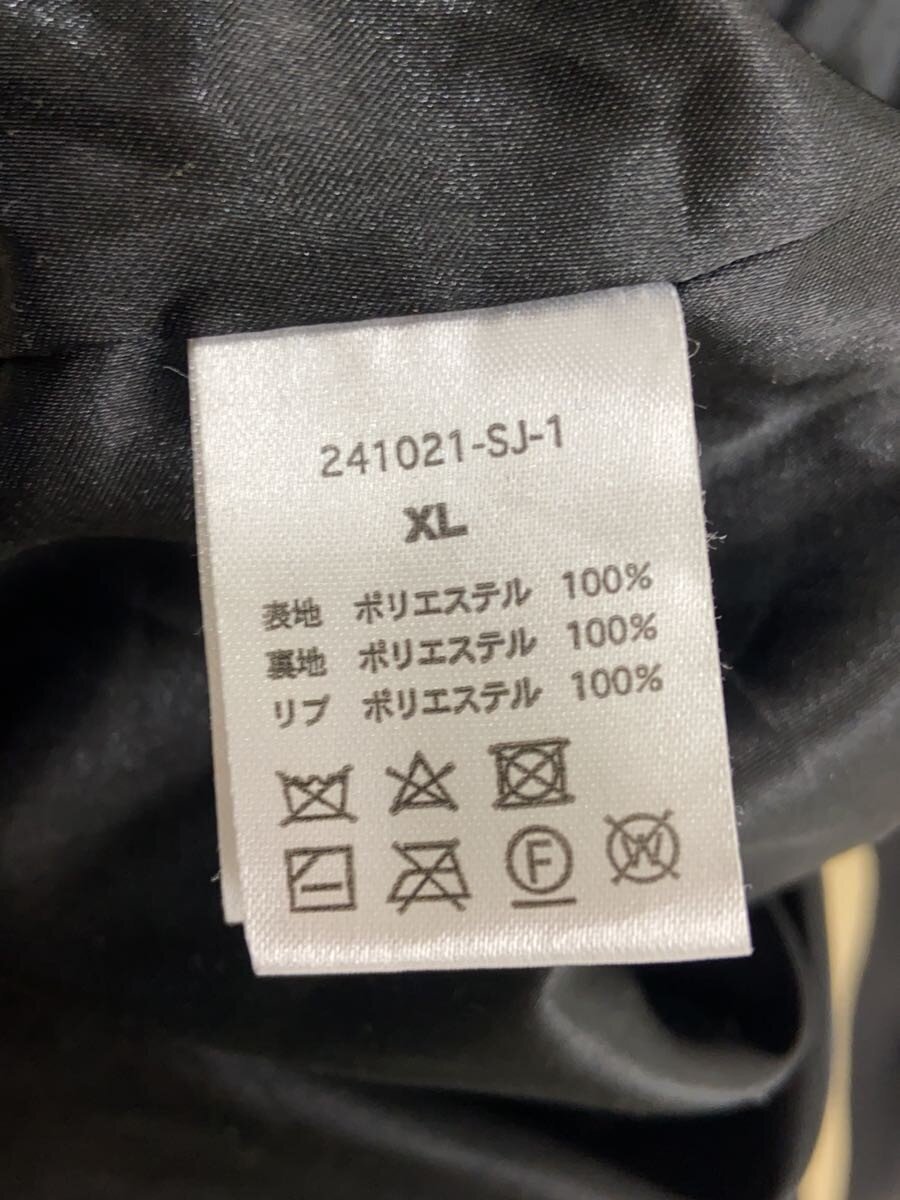 241021-SJ-1
XL
表地 ポリエステル 100%
裏地 ポリエステル 100%
リブ ポリエステル 100%
F W